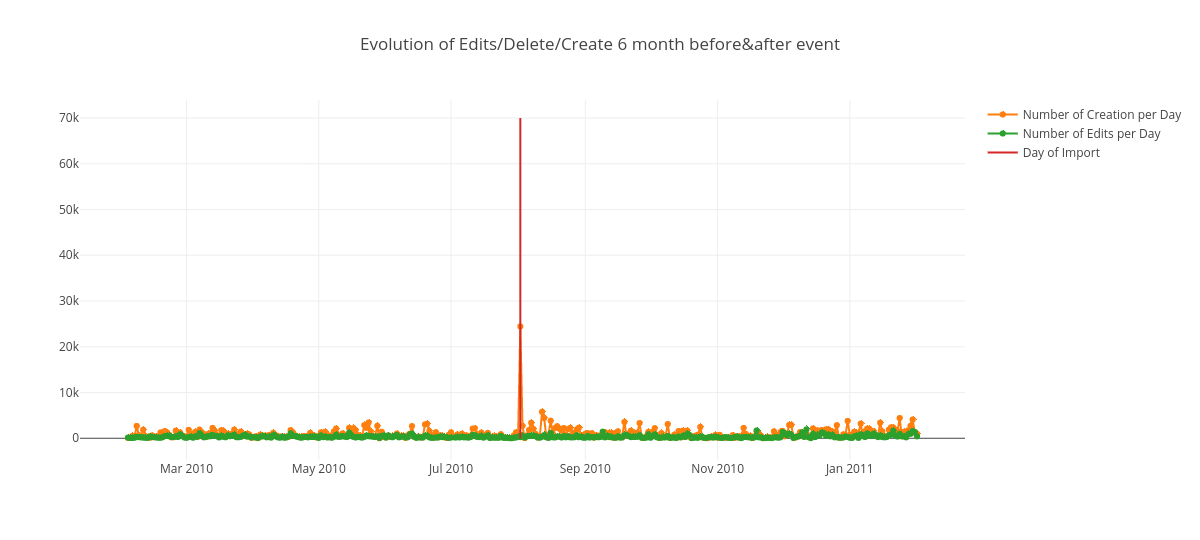 Evolution of Edits/Delete/Create 6 month before&after event
70k
60k
50k
40k
30k
20k
10k
0
Mar 2010
May 2010
Jul 2010
Sep 2010
Nov 2010
Jan 2011
Number of Creation per Day
Number of Edits per Day
Day of Import